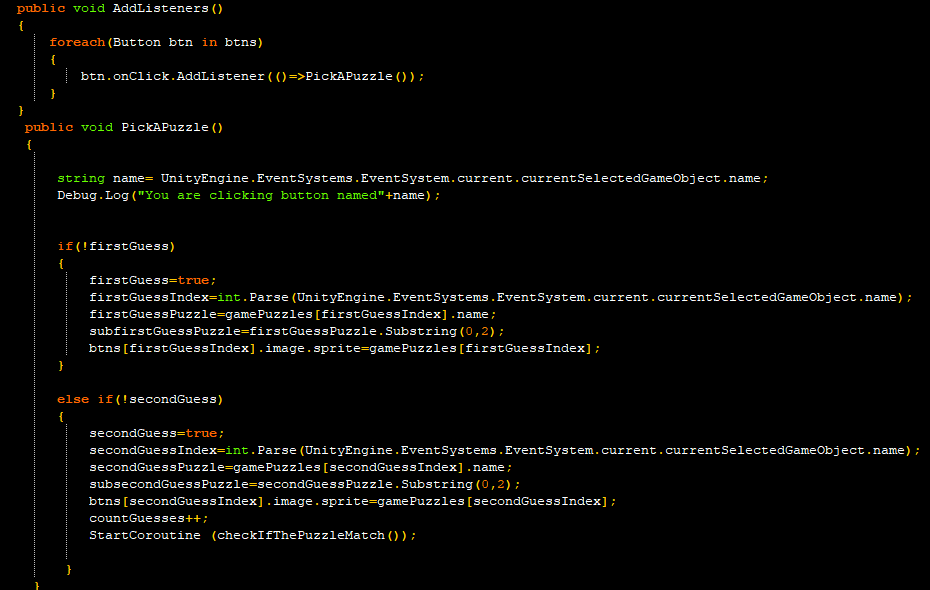 public void AddListeners()
{
foreach(Button btn in btns)
{
btn.onClick.AddListener(()=>PickAPuzzle());
}
}
public void PickAPuzzle()
{
string name= UnityEngine.EventSystems.EventSystem.current.currentSelectedGameObject.name;
Debug.Log("You are clicking button named"+name);
if(!firstGuess)
{
firstGuess=true;
firstGuessIndex=int.Parse(UnityEngine.EventSystems.EventSystem.current.currentSelectedGameObject.name);
firstGuessPuzzle=gamePuzzles[firstGuessIndex].name;
subfirstGuessPuzzle=firstGuessPuzzle.Substring(0,2);
btns[firstGuessIndex].image.sprite=gamePuzzles[firstGuessIndex];
}
else if(!secondGuess)
{
secondGuess=true;
secondGuessIndex=int.Parse(UnityEngine.EventSystems.EventSystem.current.currentSelectedGameObject.name);
secondGuessPuzzle=gamePuzzles[secondGuessIndex].name;
subsecondGuessPuzzle=secondGuessPuzzle.Substring(0,2);
btns[secondGuessIndex].image.sprite=gamePuzzles[secondGuessIndex];
countGuesses++;
StartCoroutine (checkIfThePuzzleMatch());
}
}